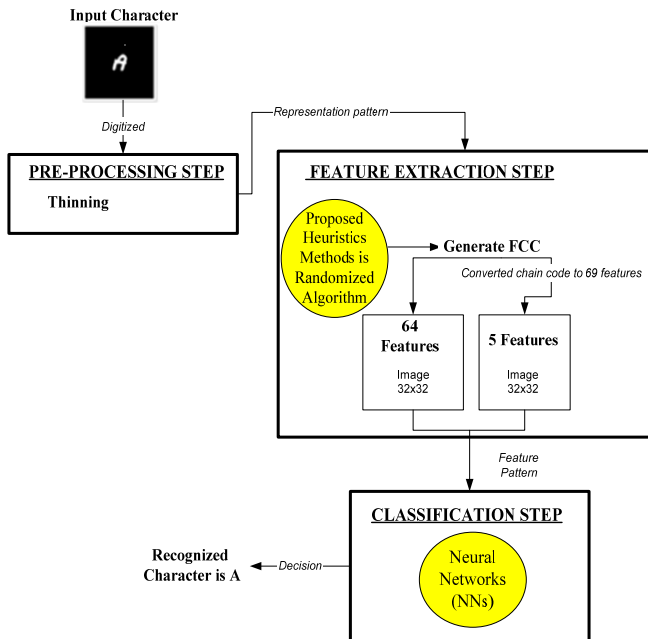 Input Character
A
Digitized
Representation pattern
PRE-PROCESSING STEP
Thinning
FEATURE EXTRACTION STEP
Proposed
Heuristics
Methods is
Randomized
Algorithm
Generate FCC
Converted chain code to 69 features
64
Features
Image
32x32
5 Features
Image
32x32
Feature
Pattern
CLASSIFICATION STEP
Neural
Networks
(NNs)
Decision
Recognized
Character is A